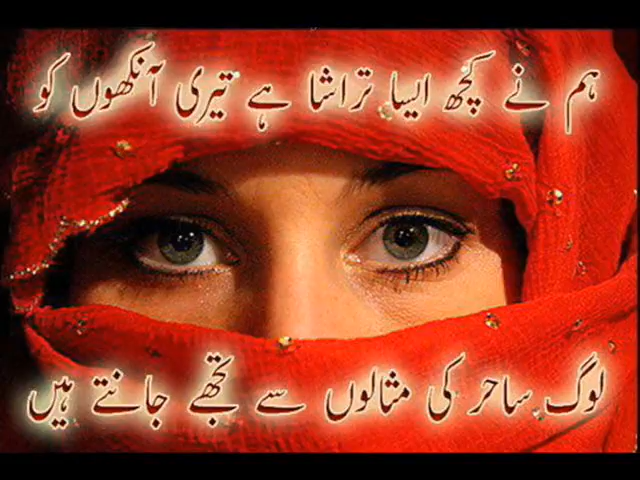 ہم نے کچھ ایسا تراشا ہے تیری آنکھوں کو
لوگ ساحر کی مثالوں سے تجھے جانتے ہیں